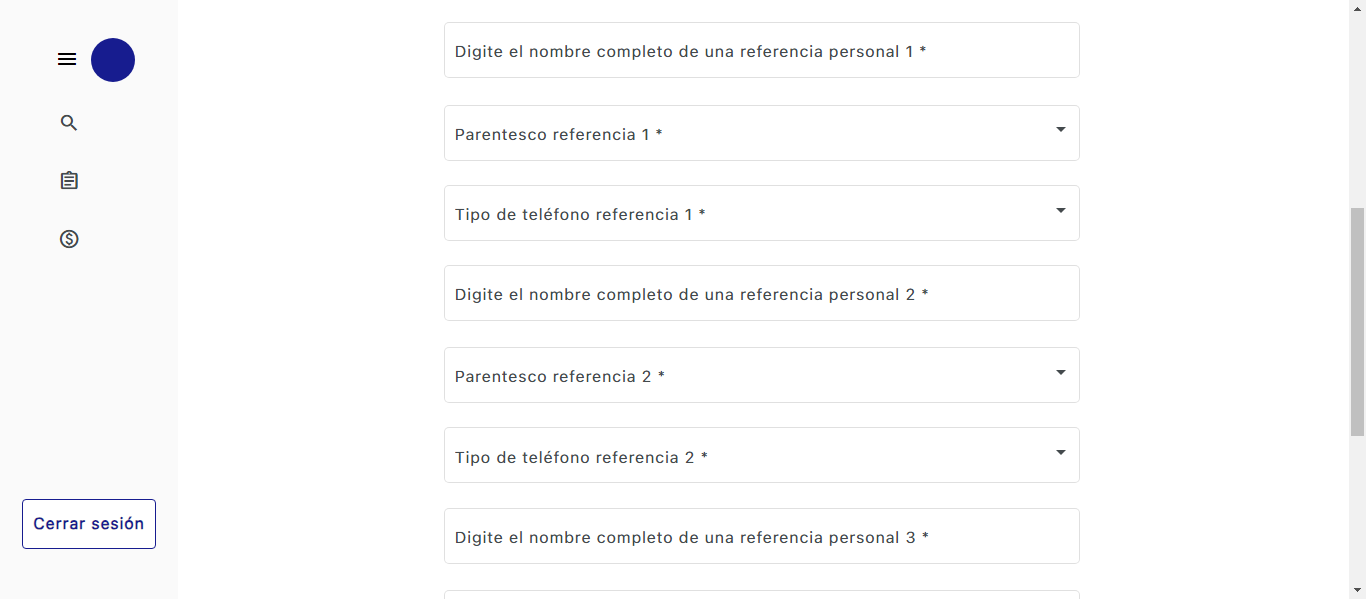 Digite el nombre completo de una referencia personal 1 *
Parentesco referencia 1 *
Tipo de teléfono referencia 1 *
Digite el nombre completo de una referencia personal 2 *
Parentesco referencia 2 *
Tipo de teléfono referencia 2 *
Digite el nombre completo de una referencia personal 3 *
Cerrar sesión